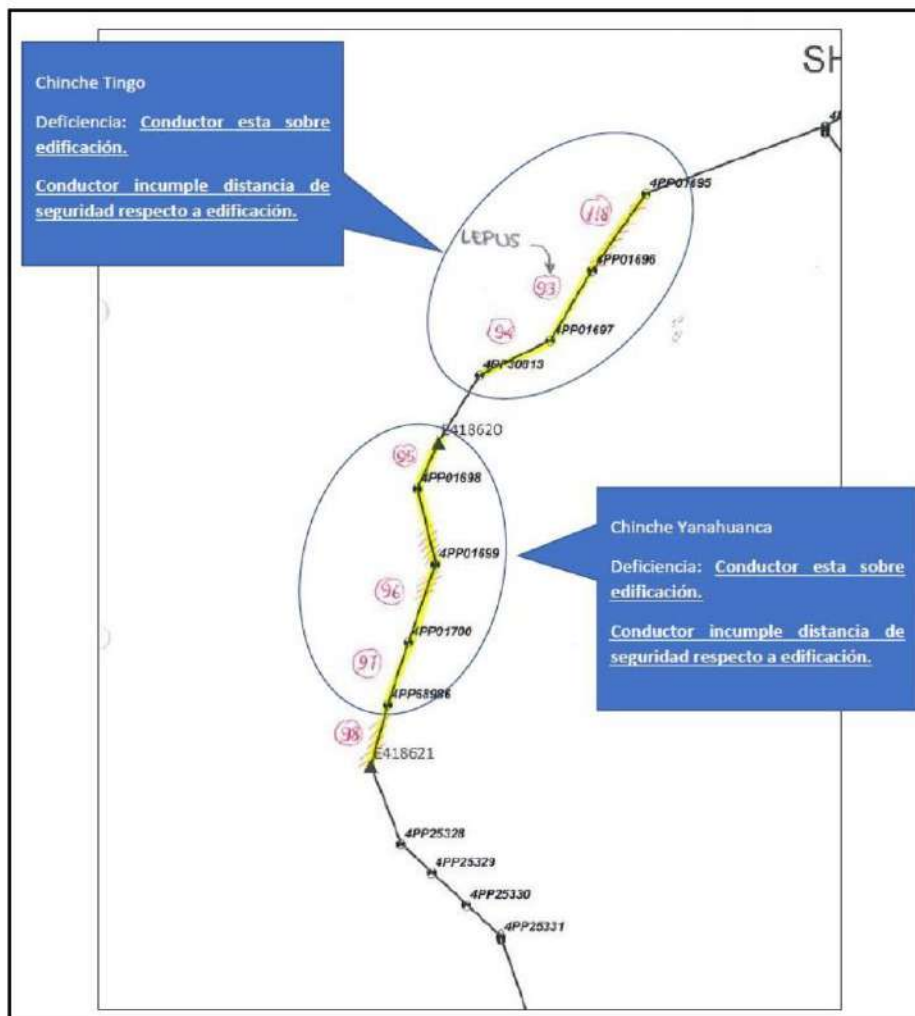 SH
Chinche Tingo
Deficiencia: Conductor esta sobre
edificación.
Conductor incumple distancia de
seguridad respecto a edificación.
4PP01695
118
LEPUS
4PP01696
93
94
4PP01697
4PP30813
E418620
95
4PP01698
4PP01699
96
4PP01700
97
4PP68986
98
E418621
Chinche Yanahuanca
Deficiencia: Conductor esta sobre
edificación.
Conductor incumple distancia de
seguridad respecto a edificación.
4PP25328
4PP25329
4PP25330
4PP25331